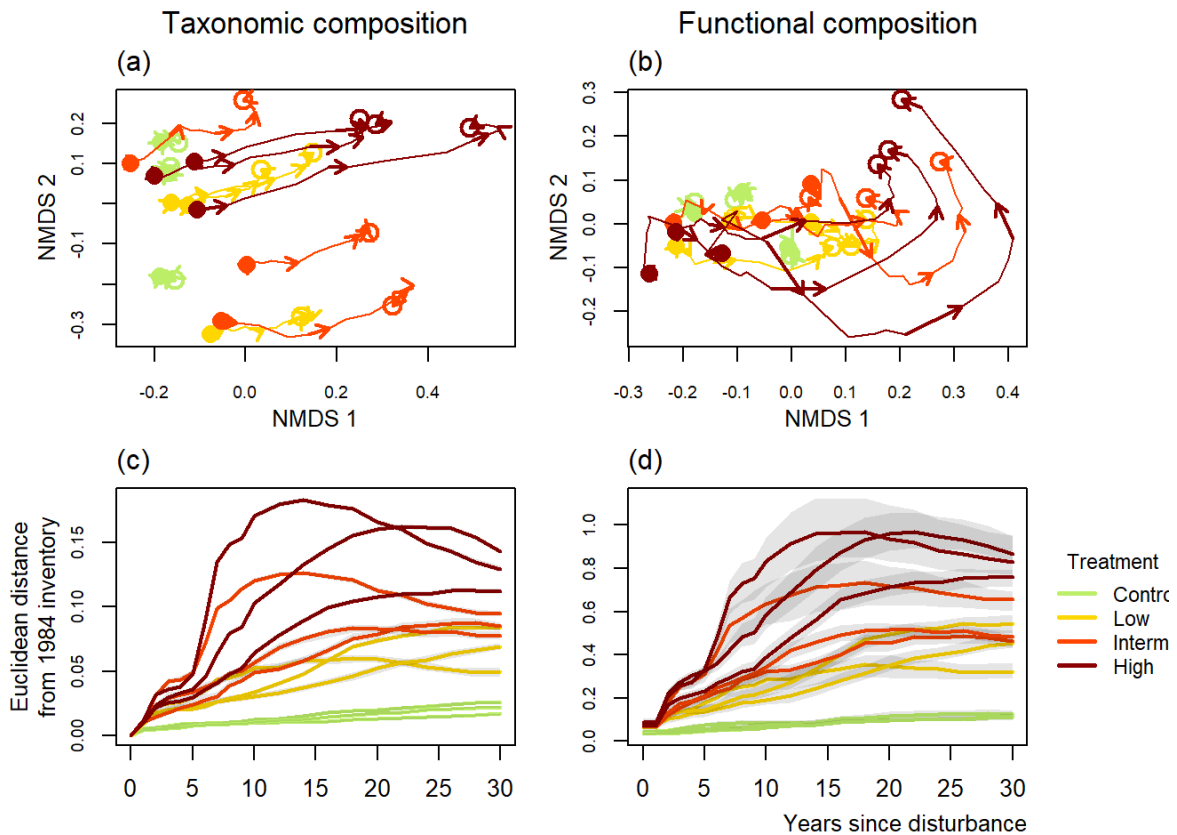 Taxonomic composition
Functional composition
(a)
(b)
NMDS 2
0.2
0.1
-0.1
-0.3
-0.2
0.0
0.2
0.4
NMDS 1
NMDS 2
0.3
0.2
0.1
0.0
-0.1
-0.2
-0.3
-0.2
-0.1
0.0
0.1
0.2
0.3
0.4
NMDS 1
(c)
(d)
Euclidean distance
from 1984 inventory
0.15
0.10
0.05
0.00
0
5
10
15
20
25
30
1.0
0.8
0.6
0.4
0.2
0.0
0
5
10
15
20
25
30
Years since disturbance
Treatment
Contro
Low
Interm
High